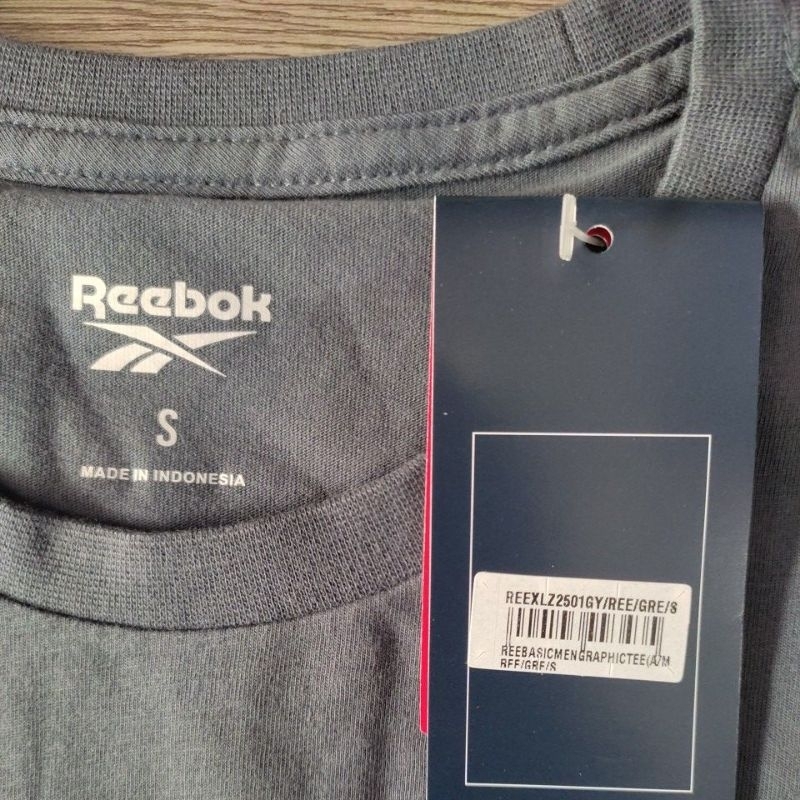 Reebok
S
MADE IN INDONESIA
REEXLZ2501GY/REE/GRE/S
REEBASICMENGRAPHICTEE(A/M
REE/GRE/S